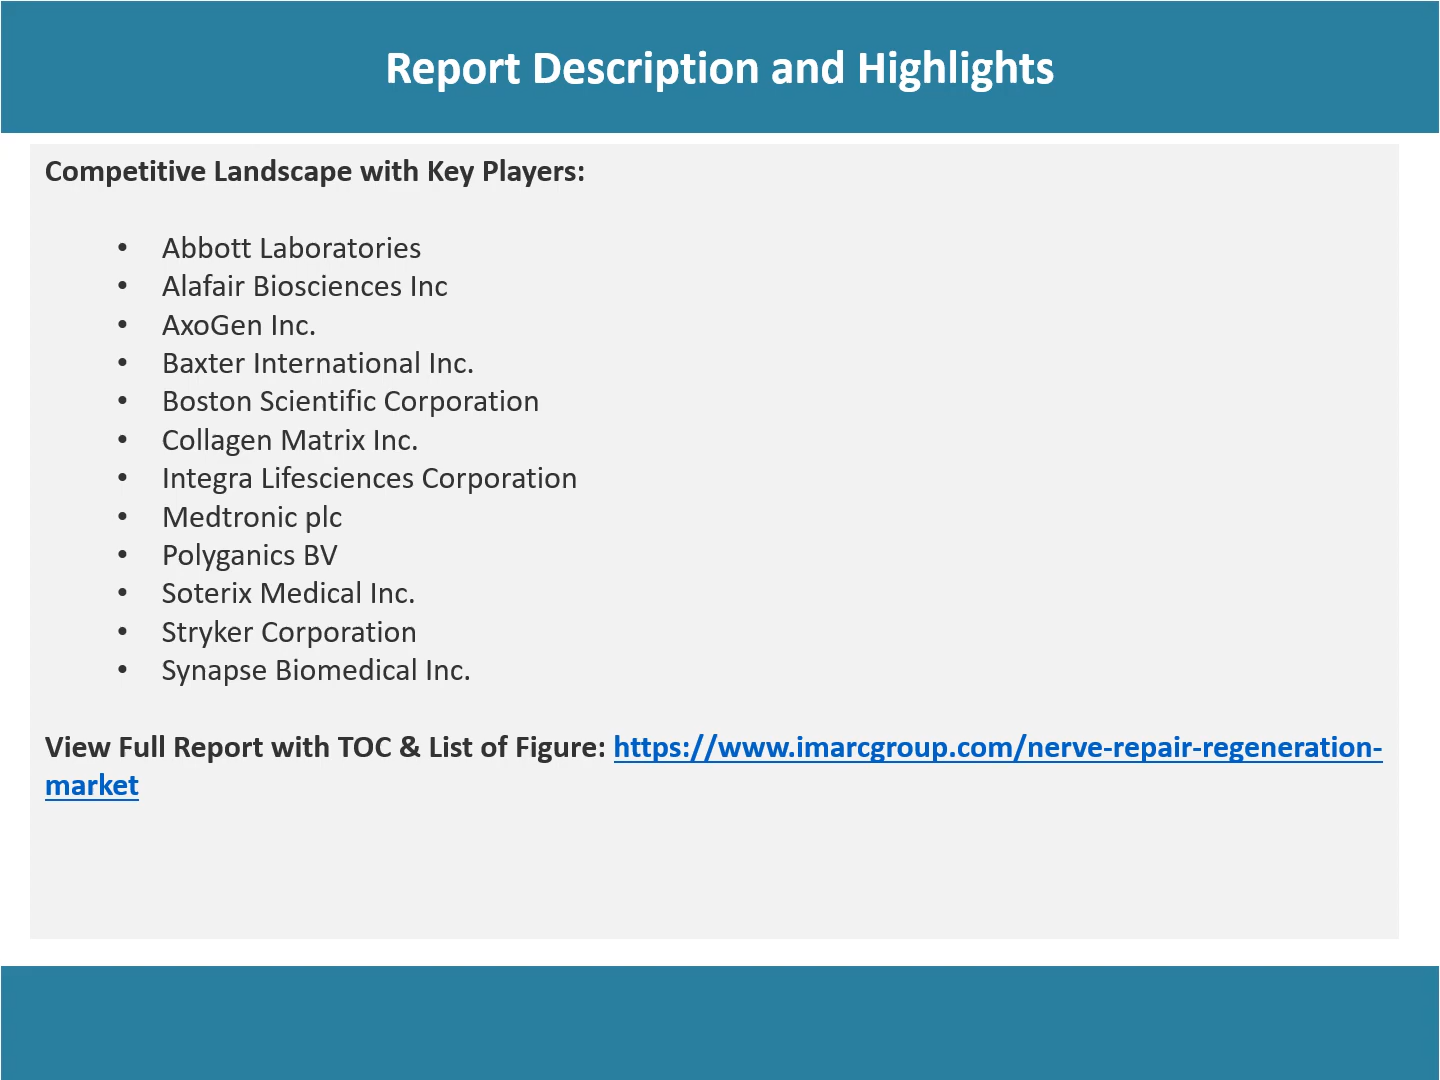 Report Description and Highlights
Competitive Landscape with Key Players:
• Abbott Laboratories
• Alafair Biosciences Inc
• AxoGen Inc.
• Baxter International Inc.
• Boston Scientific Corporation
• Collagen Matrix Inc.
• Integra Lifesciences Corporation
• Medtronic plc
• Polyganics BV
• Soterix Medical Inc.
• Stryker Corporation
• Synapse Biomedical Inc.
View Full Report with TOC & List of Figure: https://www.imarcgroup.com/nerve-repair-regeneration-
market